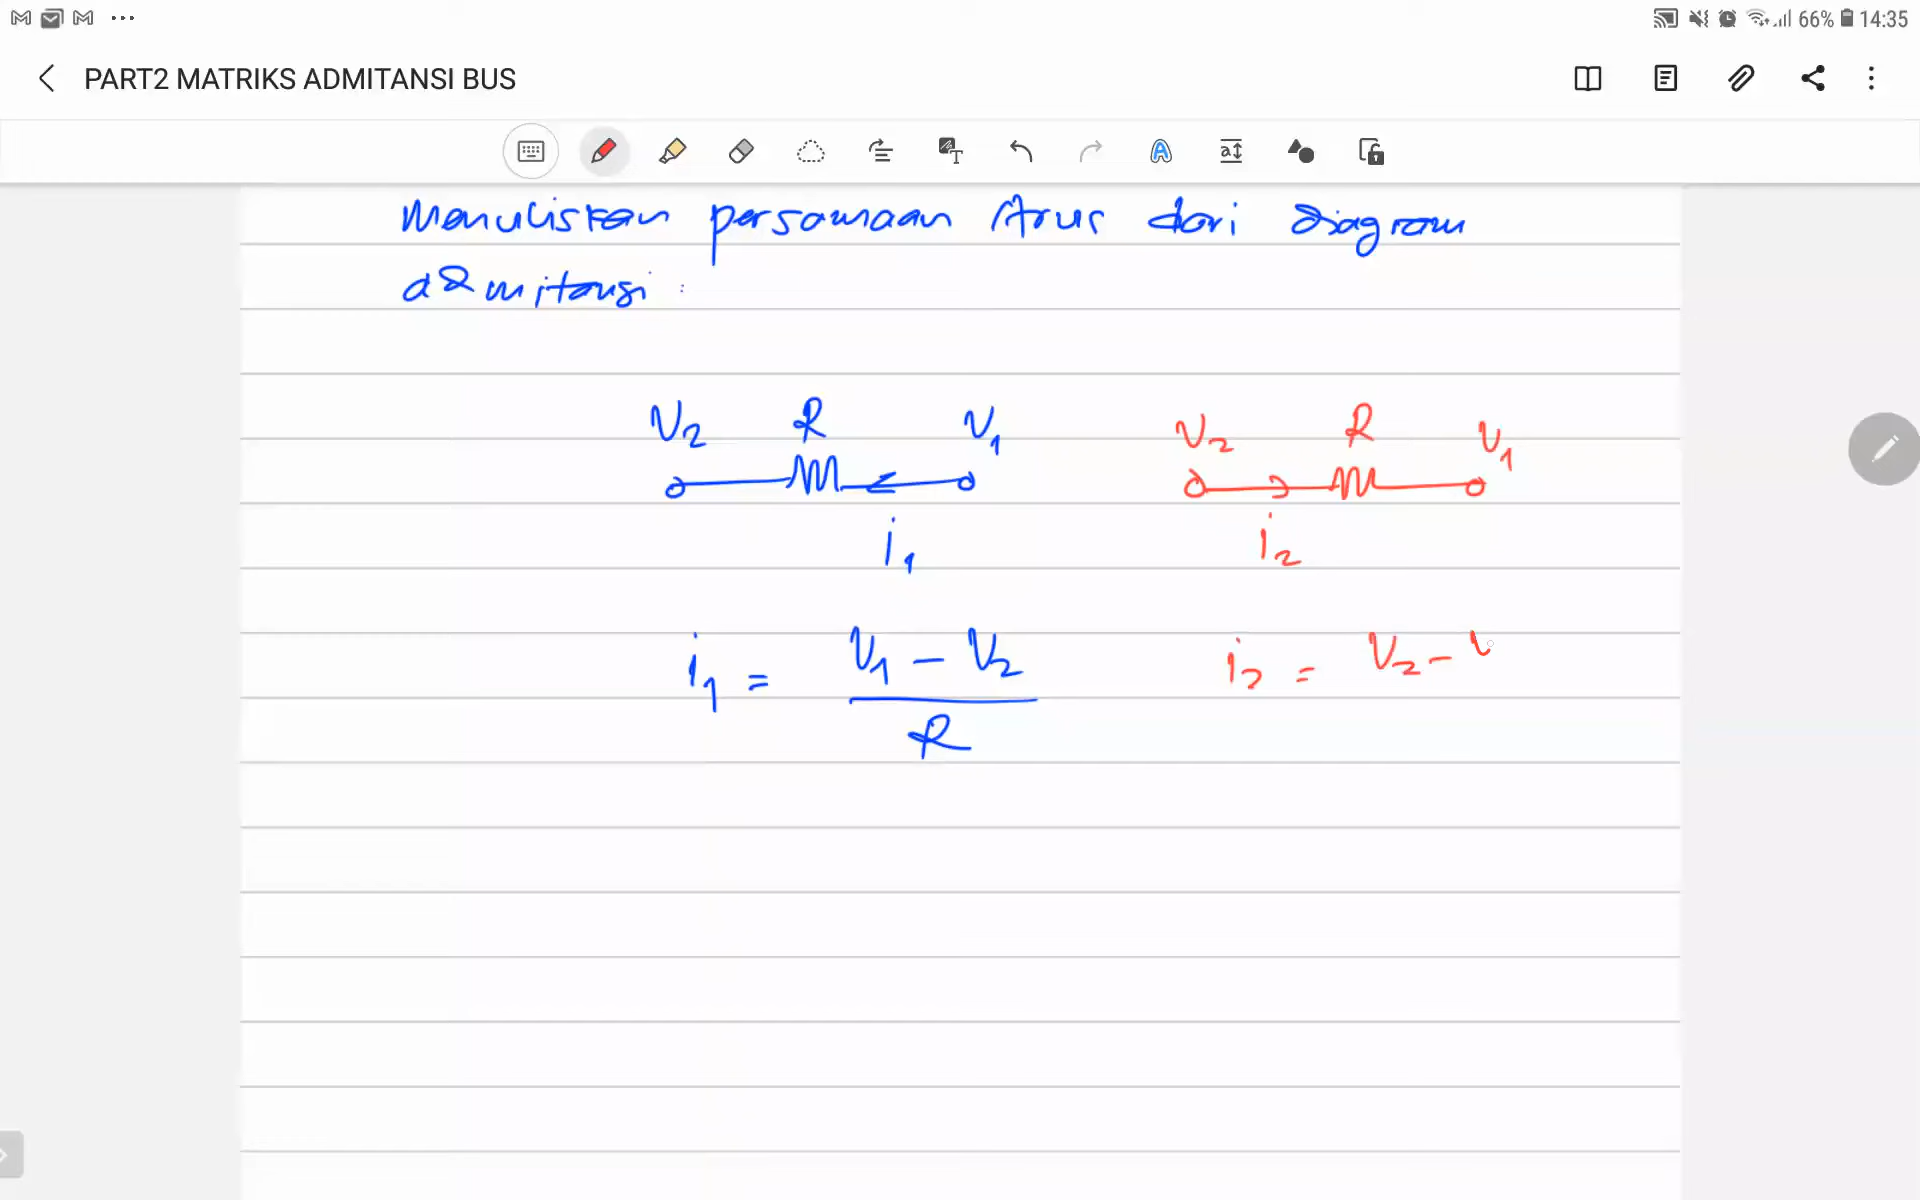 66% 14:35
PART2 MATRIKS ADMITANSI BUS
Menuliskan persamaan Arus dari diagram
admitansi :
V2 R V1 V2 R V1
i1 i2
i1 = V1 - V2 i2 = V2 - V
R